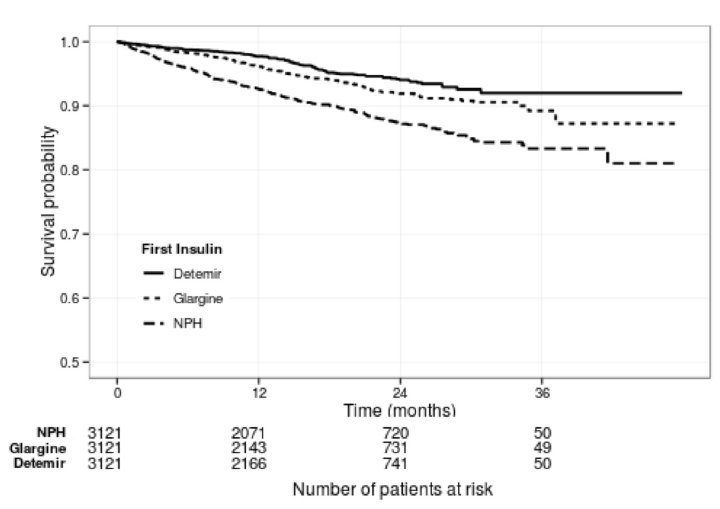 Survival probability
1.0
0.9
0.8
0.7
0.6
0.5
First Insulin
Detemir
Glargine
NPH
0 12 24 36
Time (months)
NPH 3121 2071 720 50
Glargine 3121 2143 731 49
Detemir 3121 2166 741 50
Number of patients at risk